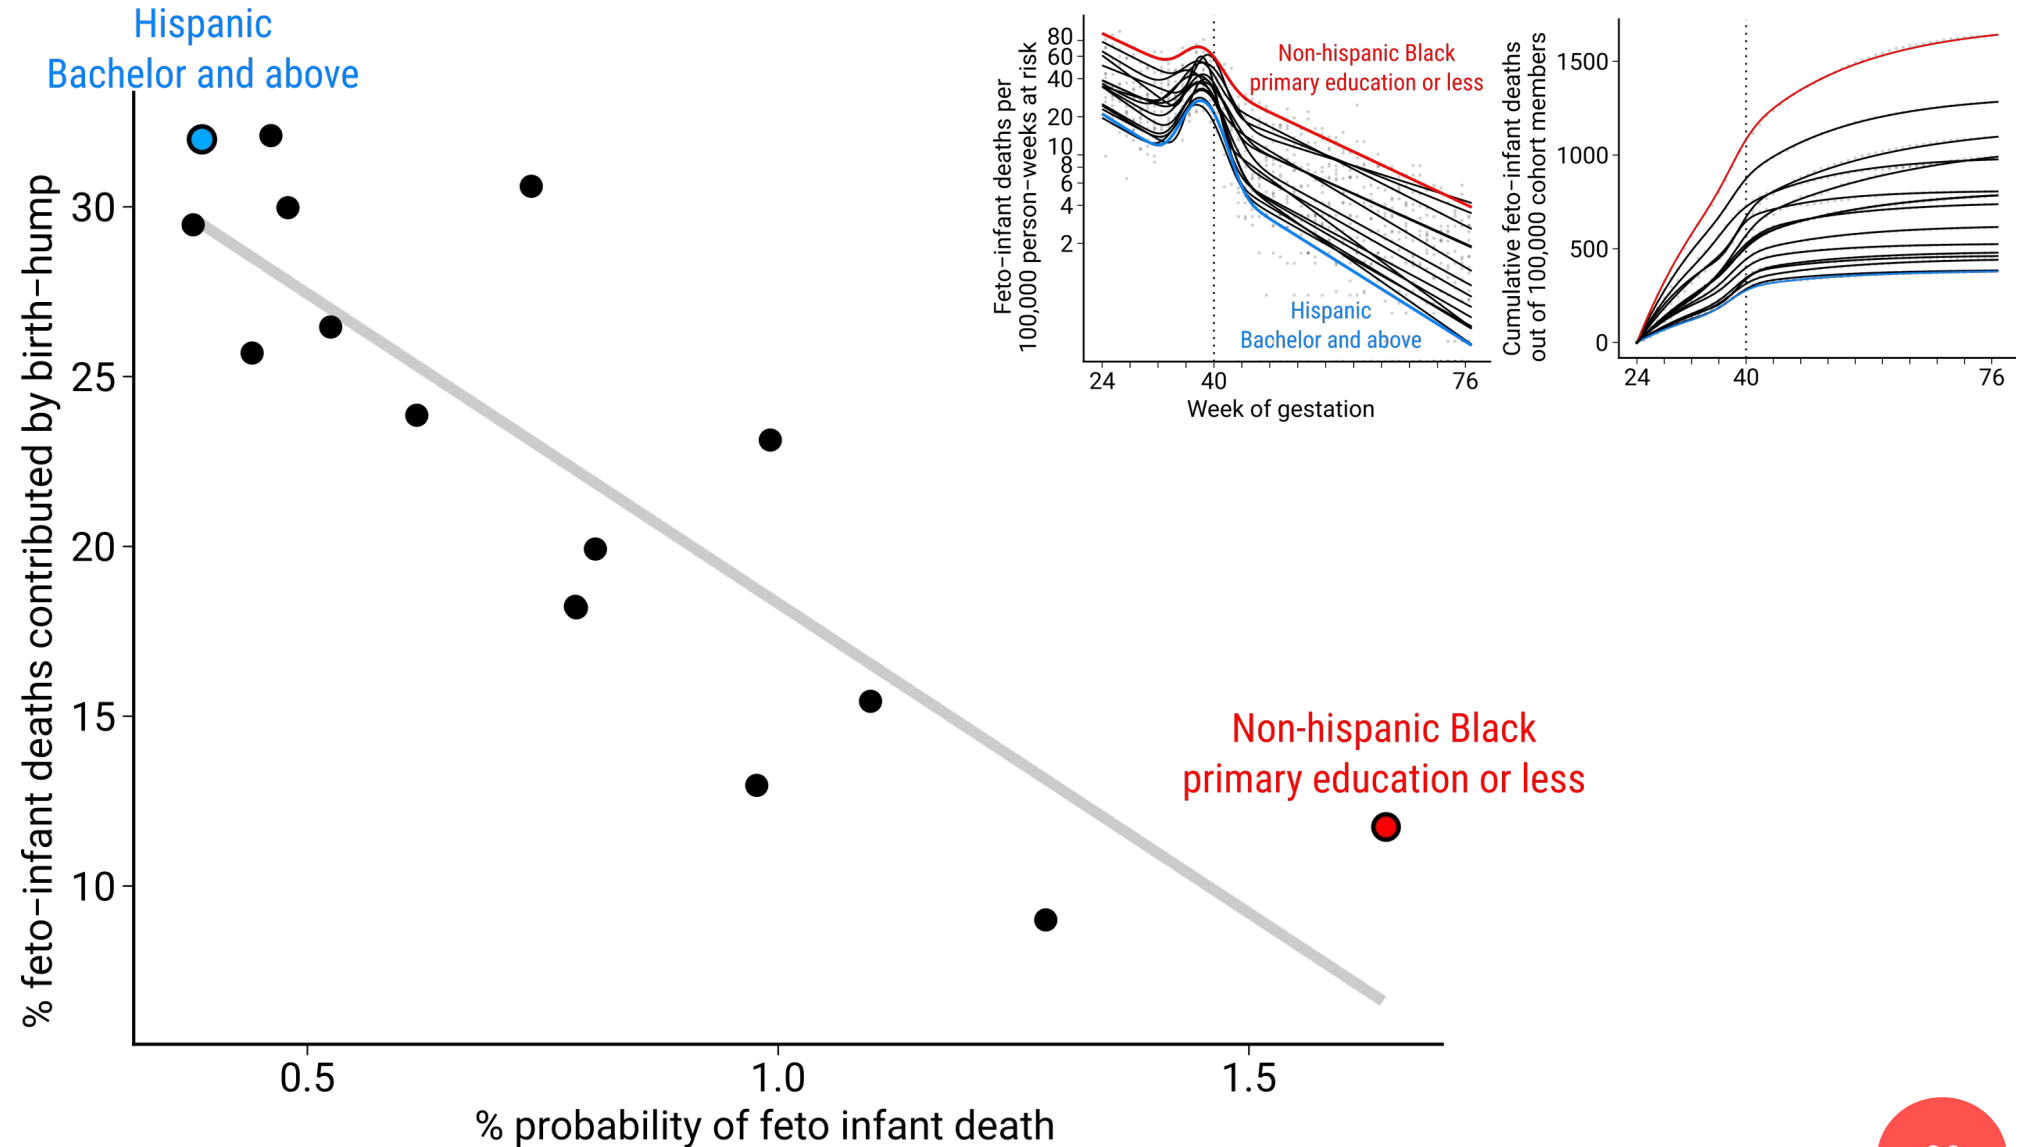 Hispanic
Bachelor and above
% feto-infant deaths contributed by birth-hump
30
25
20
15
10
0.5
1.0
1.5
% probability of feto infant death
Non-hispanic Black
primary education or less
Feto-infant deaths per
100,000 person-weeks at risk
80
60
40
20
10
8
6
4
2
Non-hispanic Black
primary education or less
Hispanic
Bachelor and above
24
40
76
Week of gestation
Cumulative feto-infant deaths
out of 100,000 cohort members
1500
1000
500
0
24
40
76